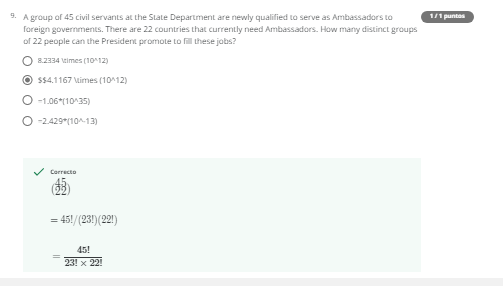 9. A group of 45 civil servants at the State Department are newly qualified to serve as Ambassadors to
1 / 1 puntos
foreign governments. There are 22 countries that currently need Ambassadors. How many distinct groups
of 22 people can the President promote to fill these jobs?
8.2334 \times (10^12)
$$4.1167 \times (10^12)
~1.06*(10^35)
~2.429*(10^-13)
Correcto
(45
22)
= 45!/(23!)(22!)
= 45!
23! × 22!